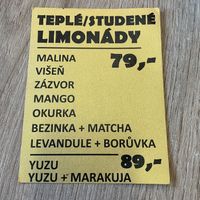 TEPLÉ/STUDENÉ
LIMONÁDY
MALINA 79,-
VIŠEŇ
ZÁZVOR
MANGO
OKURKA
BEZINKA + MATCHA
LEVANDULE + BORŮVKA
YUZU 89,-
YUZU + MARAKUJA